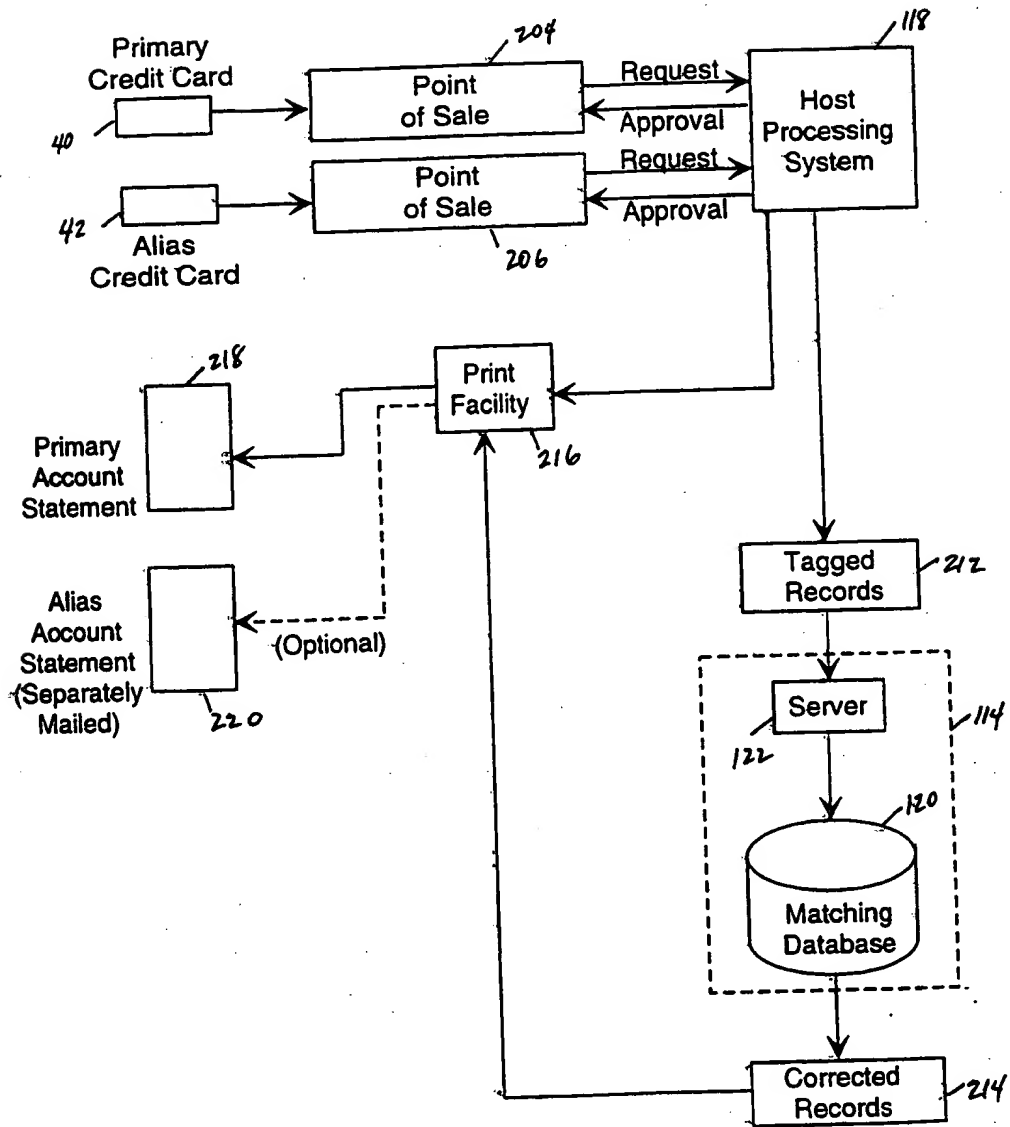 Primary
Credit Card
40
204
Point
of Sale
Request
Approval
118
Host
Processing
System
42
Alias
Credit Card
Point
of Sale
206
Request
Approval
218
Primary
Account
Statement
Print
Facility
216
Alias
Account
Statement
(Separately
Mailed)
220
(Optional)
Tagged
Records
212
Server
122
114
120
Matching
Database
Corrected
Records
214